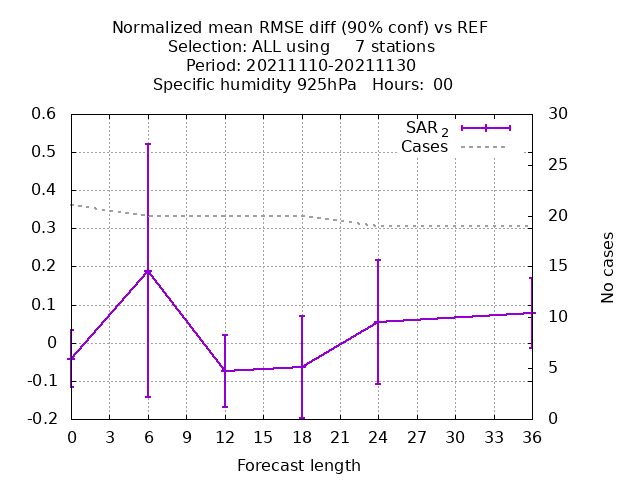 Normalized mean RMSE diff (90% conf) vs REF
Selection: ALL using     7 stations
Period: 20211110-20211130
Specific humidity 925hPa   Hours:  00
0.6
0.5
0.4
0.3
0.2
0.1
0
-0.1
-0.2
30
25
20
15
10
5
0
SAR 2
Cases
No cases
0 3 6 9 12 15 18 21 24 27 30 33 36
Forecast length